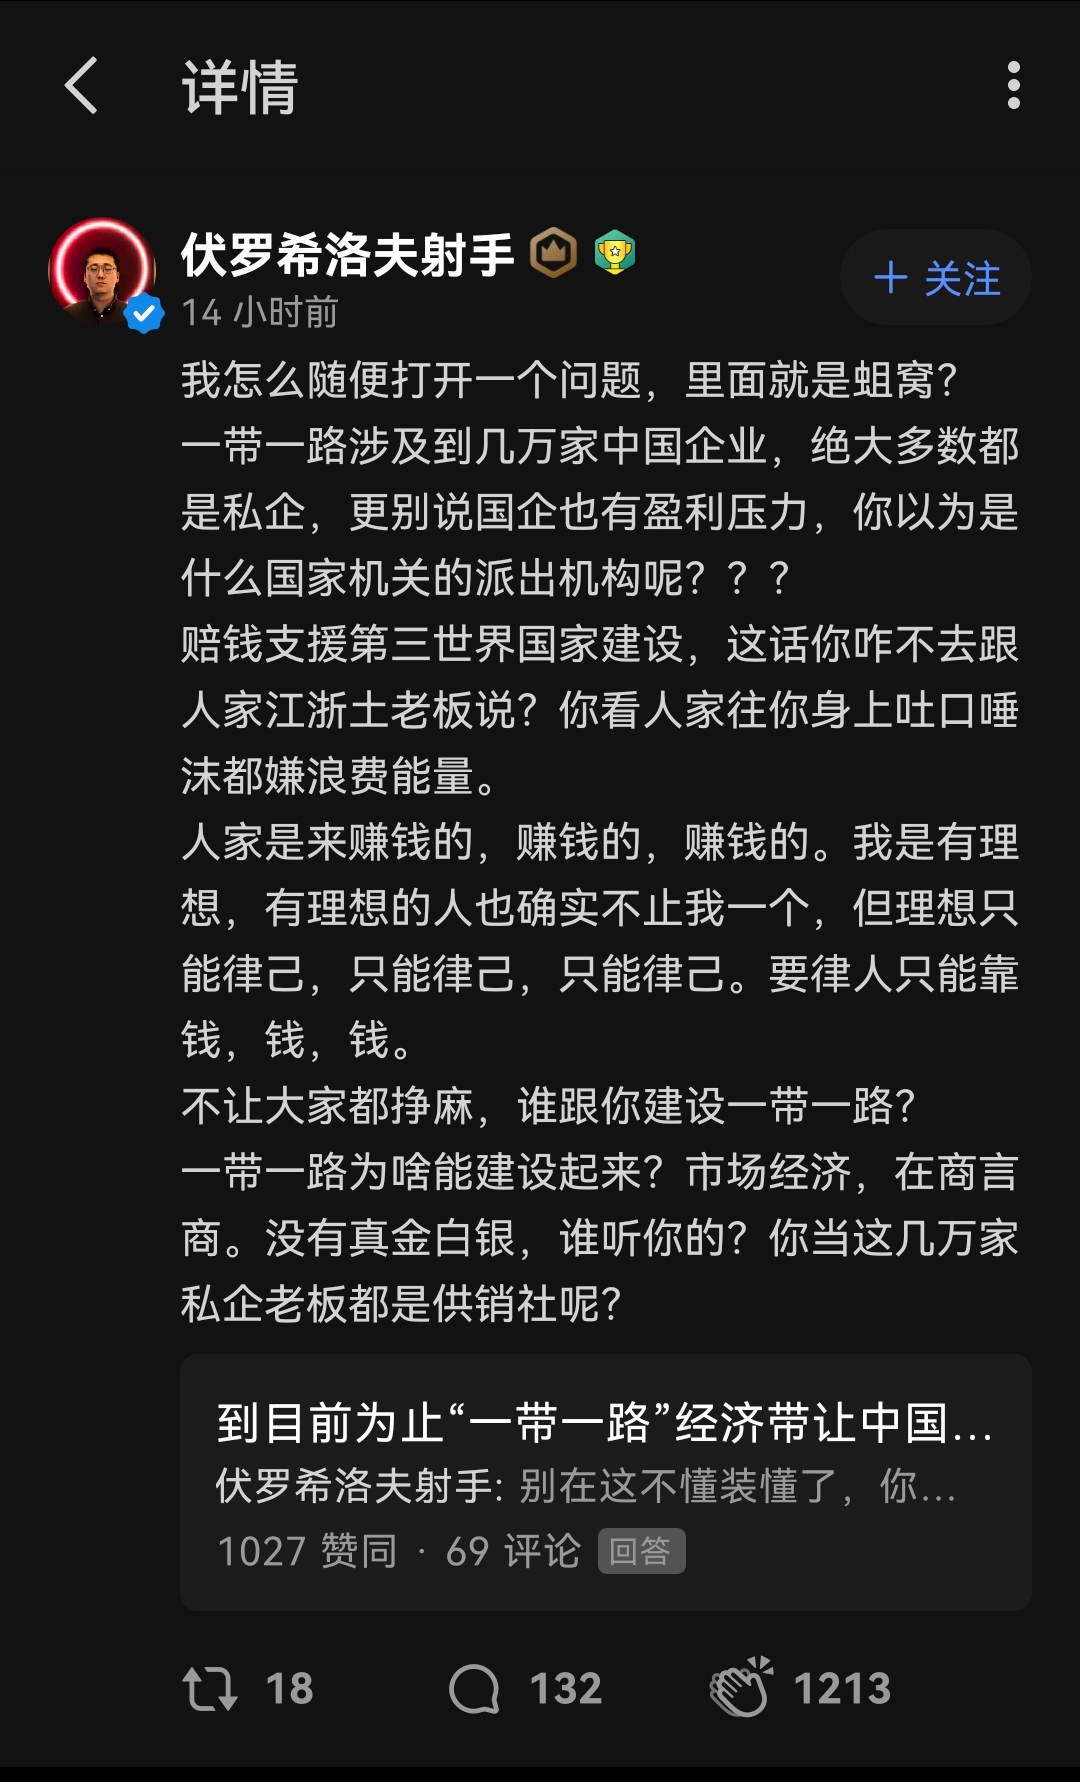 详情
伏罗希洛夫射手
14 小时前
+ 关注
我怎么随便打开一个问题，里面就是蛆窝？
一带一路涉及到几万家中国企业，绝大多数都
是私企，更别说国企也有盈利压力，你以为是
什么国家机关的派出机构呢？？？
赔钱支援第三世界国家建设，这话你咋不去跟
人家江浙土老板说？你看人家往你身上吐口唾
沫都嫌浪费能量。
人家是来赚钱的，赚钱的，赚钱的。我是有理
想，有理想的人也确实不止我一个，但理想只
能律己，只能律己，只能律己。要律人只能靠
钱，钱，钱。
不让大家都挣麻，谁跟你建设一带一路？
一带一路为啥能建设起来？市场经济，在商言
商。没有真金白银，谁听你的？你当这几万家
私企老板都是供销社呢？
到目前为止“一带一路”经济带让中国...
伏罗希洛夫射手: 别在这不懂装懂了，你...
1027 赞同 · 69 评论 回答
18 132 1213